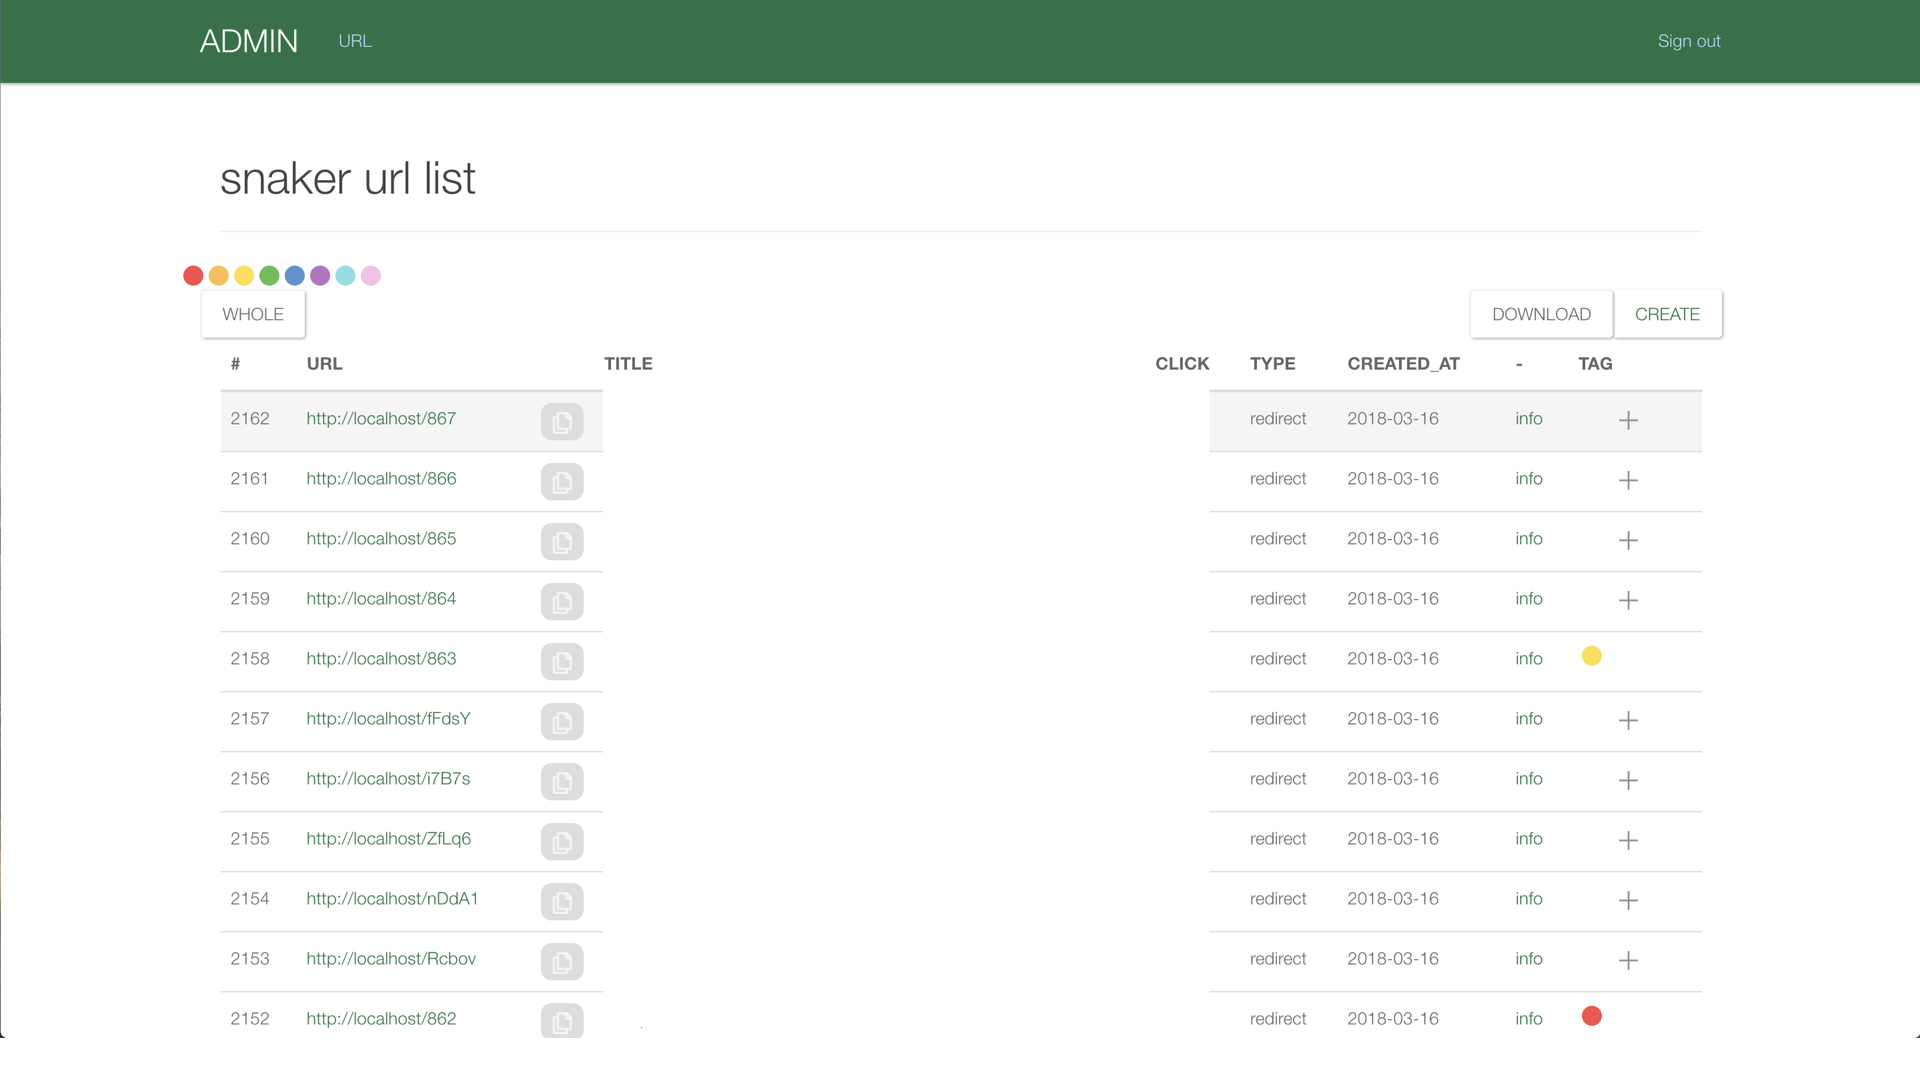 ADMIN URL Sign out
snaker url list
WHOLE DOWNLOAD CREATE
# URL TITLE CLICK TYPE CREATED_AT - TAG
2162 http://localhost/867 redirect 2018-03-16 info
2161 http://localhost/866 redirect 2018-03-16 info
2160 http://localhost/865 redirect 2018-03-16 info
2159 http://localhost/864 redirect 2018-03-16 info
2158 http://localhost/863 redirect 2018-03-16 info
2157 http://localhost/fFdsY redirect 2018-03-16 info
2156 http://localhost/i7B7s redirect 2018-03-16 info
2155 http://localhost/ZfLq6 redirect 2018-03-16 info
2154 http://localhost/nDdA1 redirect 2018-03-16 info
2153 http://localhost/Rcbov redirect 2018-03-16 info
2152 http://localhost/862 redirect 2018-03-16 info